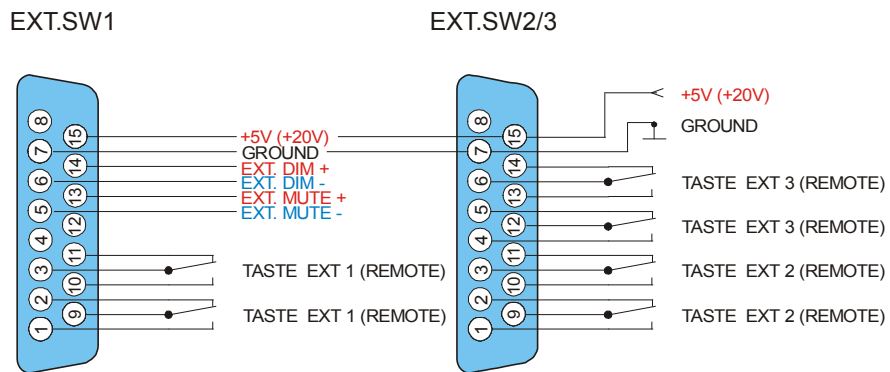 EXT.SW1
EXT.SW2/3
8
15
7
14
6
13
5
12
4
11
3
10
2
9
1
+5V (+20V)
GROUND
EXT. DIM +
EXT. DIM -
EXT. MUTE +
EXT. MUTE -
TASTE EXT 1 (REMOTE)
TASTE EXT 1 (REMOTE)
8
15
7
14
6
13
5
12
4
11
3
10
2
9
1
+5V (+20V)
GROUND
TASTE EXT 3 (REMOTE)
TASTE EXT 3 (REMOTE)
TASTE EXT 2 (REMOTE)
TASTE EXT 2 (REMOTE)